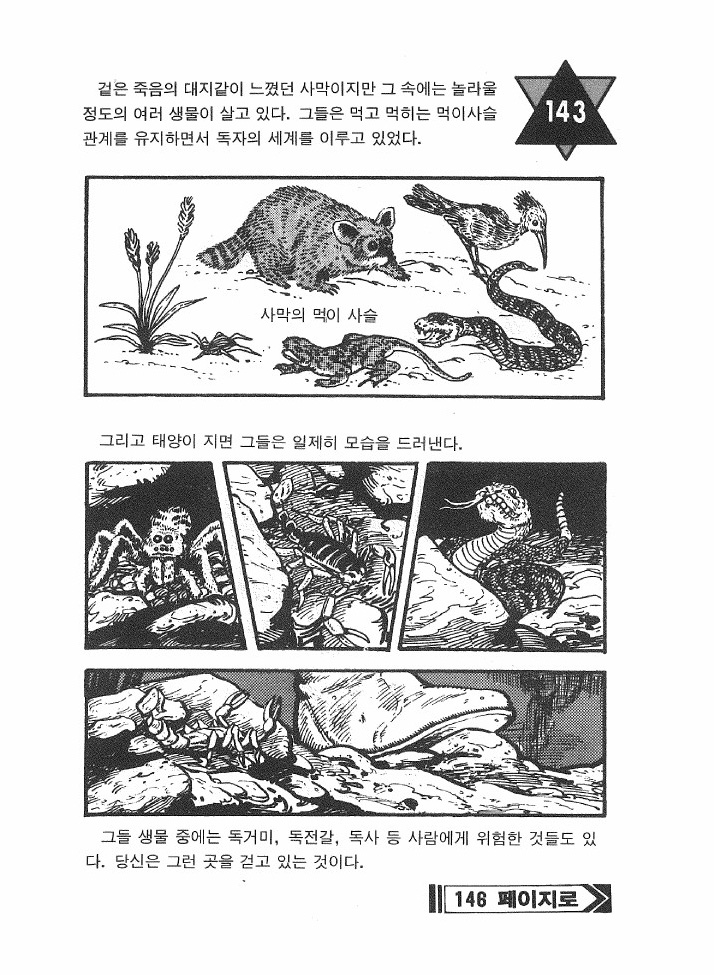 겉은 죽음의 대지같이 느꼈던 사막이지만 그 속에는 놀라울
정도의 여러 생물이 살고 있다. 그들은 먹고 먹히는 먹이사슬
관계를 유지하면서 독자의 세계를 이루고 있었다.
143
사막의 먹이 사슬
그리고 태양이 지면 그들은 일제히 모습을 드러낸다.
그들 생물 중에는 독거미, 독전갈, 독사 등 사람에게 위험한 것들도 있
다. 당신은 그런 곳을 걷고 있는 것이다.
146 페이지로